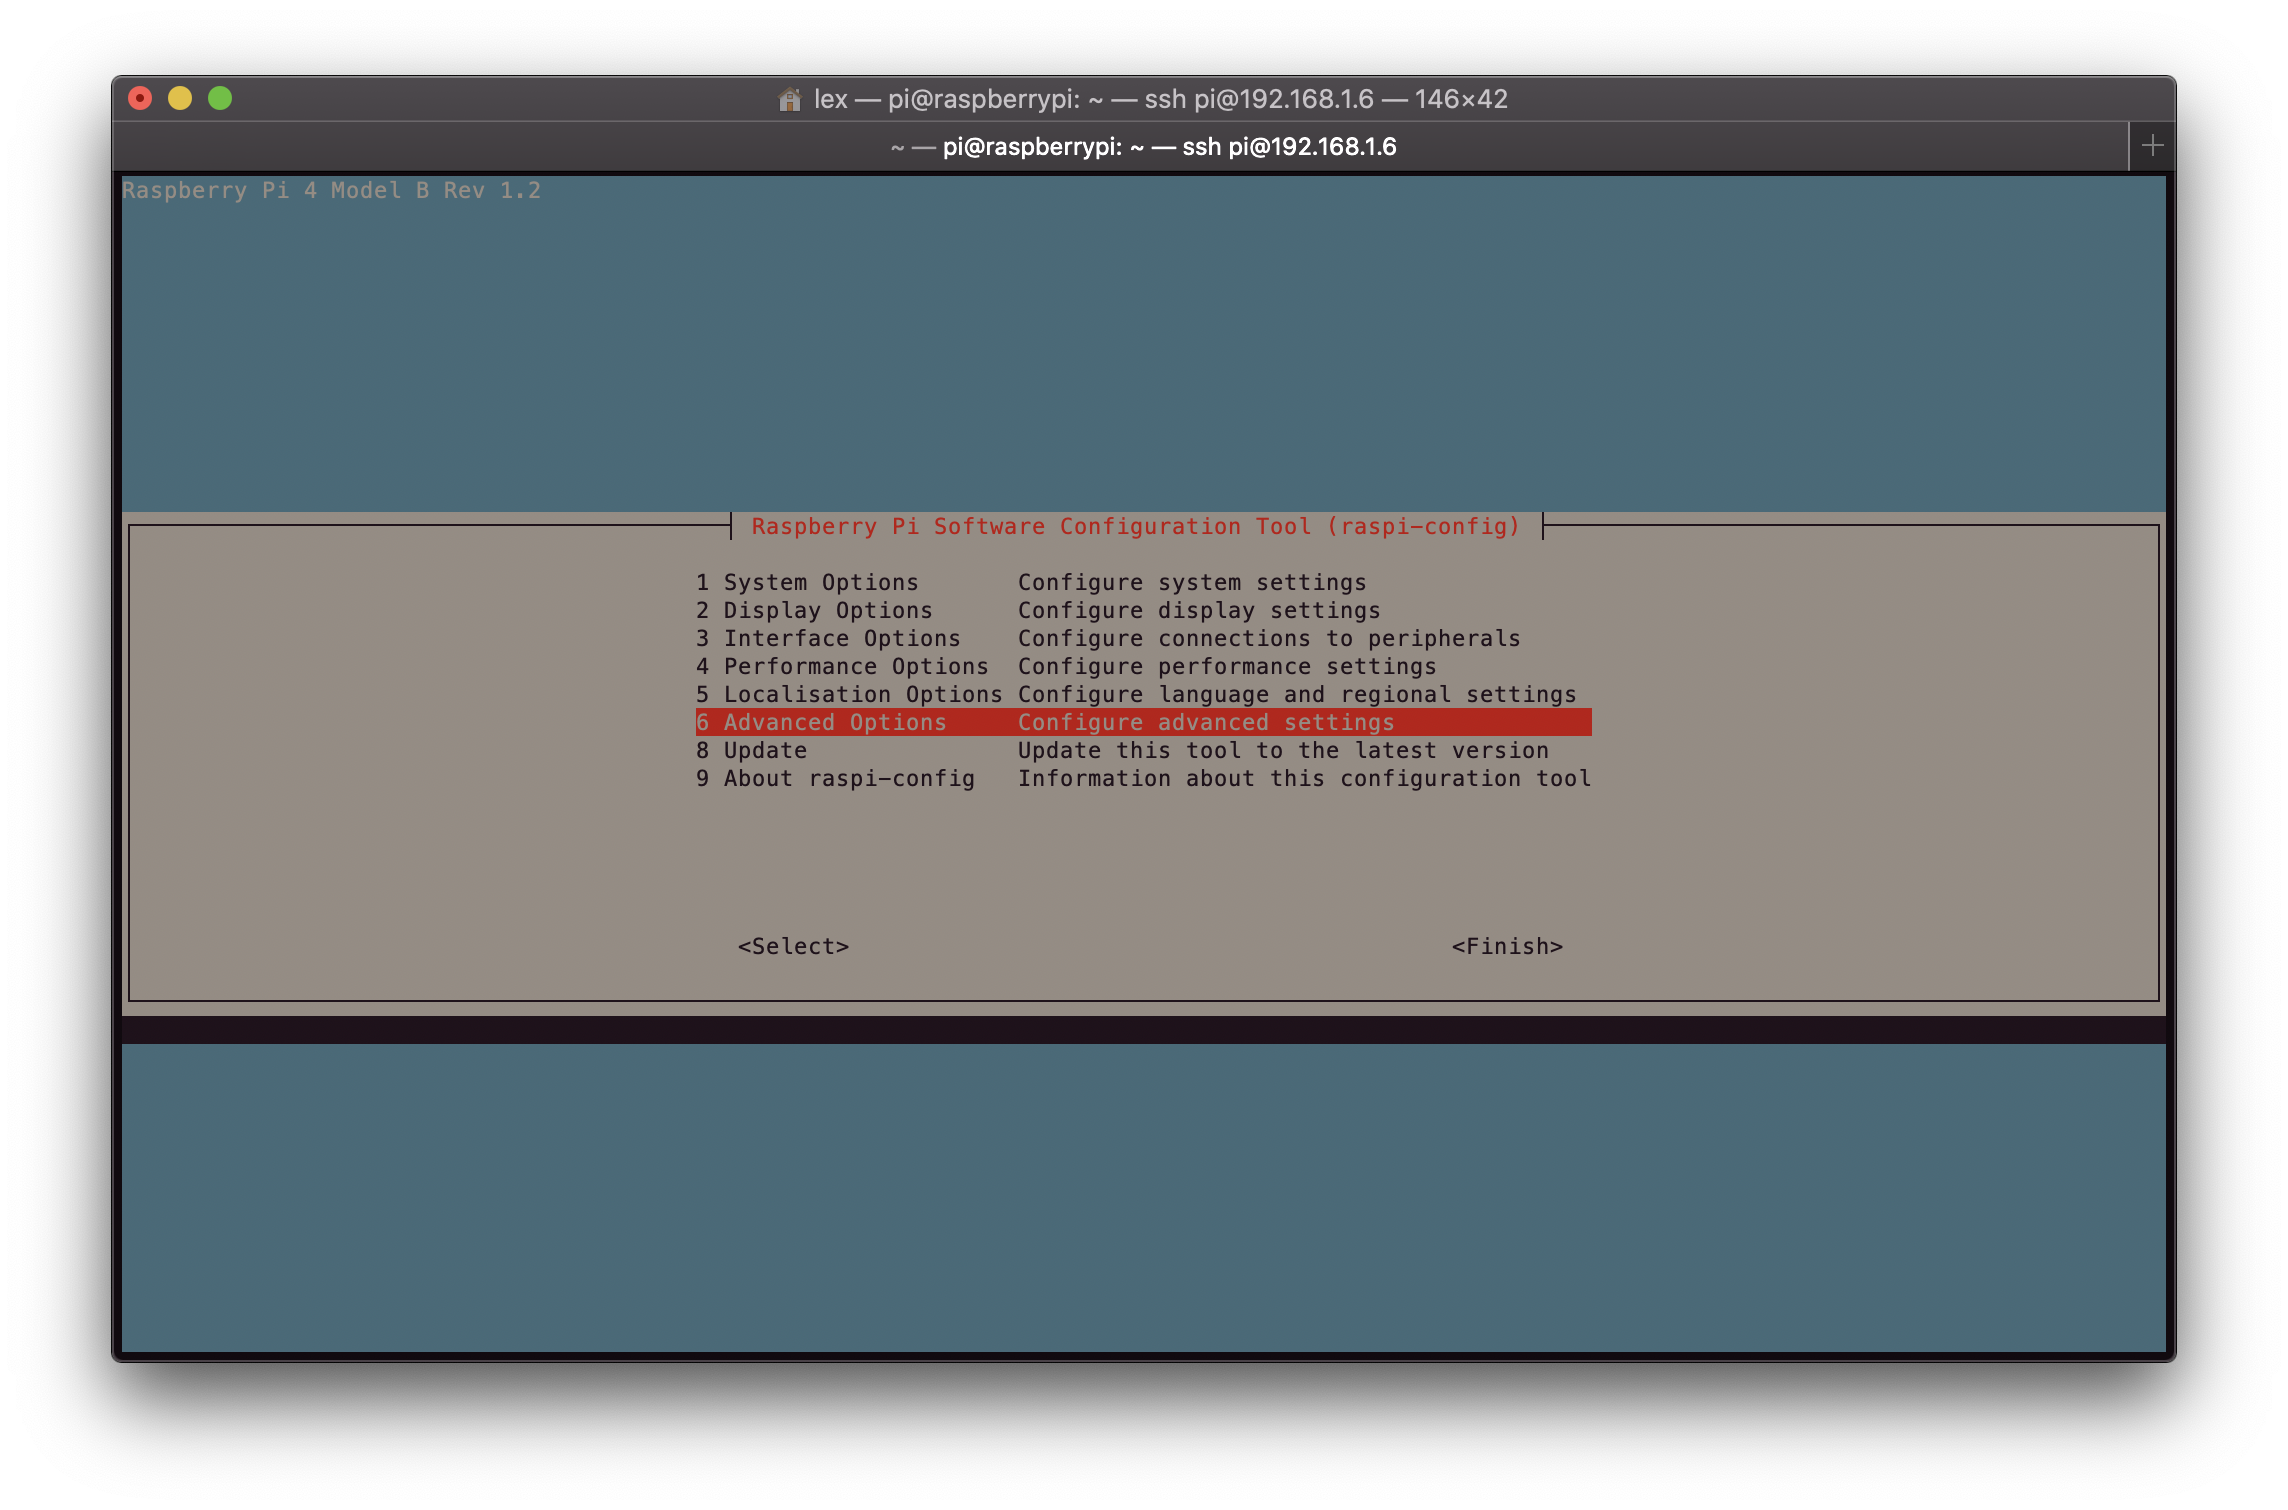 lex — pi@raspberrypi: ~ — ssh pi@192.168.1.6 — 146×42
~ — pi@raspberrypi: ~ — ssh pi@192.168.1.6
Raspberry Pi 4 Model B Rev 1.2
Raspberry Pi Software Configuration Tool (raspi-config)
1 System Options Configure system settings
2 Display Options Configure display settings
3 Interface Options Configure connections to peripherals
4 Performance Options Configure performance settings
5 Localisation Options Configure language and regional settings
6 Advanced Options Configure advanced settings
8 Update Update this tool to the latest version
9 About raspi-config Information about this configuration tool
<Select> <Finish>